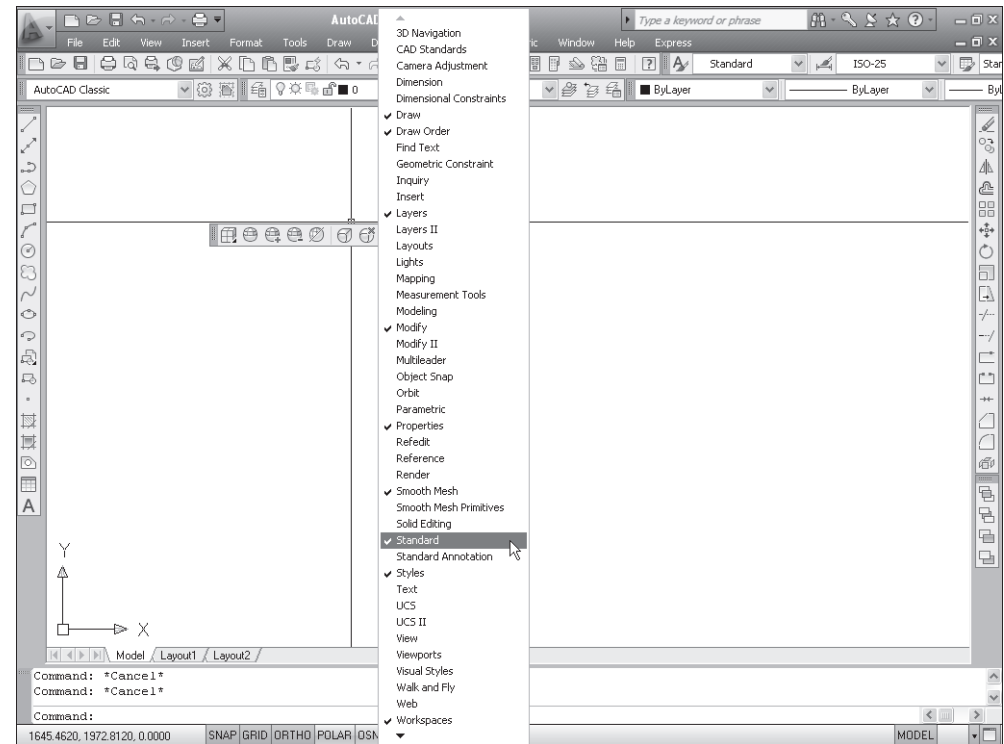 AutoCAD
Type a keyword or phrase
File Edit View Insert Format Tools Draw Window Help Express
Standard ISO-25
AutoCAD Classic 0 ByLayer ByLayer
3D Navigation
CAD Standards
Camera Adjustment
Dimension
Dimensional Constraints
Draw
Draw Order
Find Text
Geometric Constraint
Inquiry
Insert
Layers
Layers II
Layouts
Lights
Mapping
Measurement Tools
Modeling
Modify
Modify II
Multileader
Object Snap
Orbit
Parametric
Properties
Refedit
Reference
Render
Smooth Mesh
Smooth Mesh Primitives
Solid Editing
Standard
Standard Annotation
Styles
Text
UCS
UCS II
View
Viewports
Visual Styles
Walk and Fly
Web
Workspaces
A
Y
X
Model Layout1 Layout2
Command: *Cancel*
Command: *Cancel*
Command:
1645.4620, 1972.8120, 0.0000 SNAP GRID ORTHO POLAR MODEL